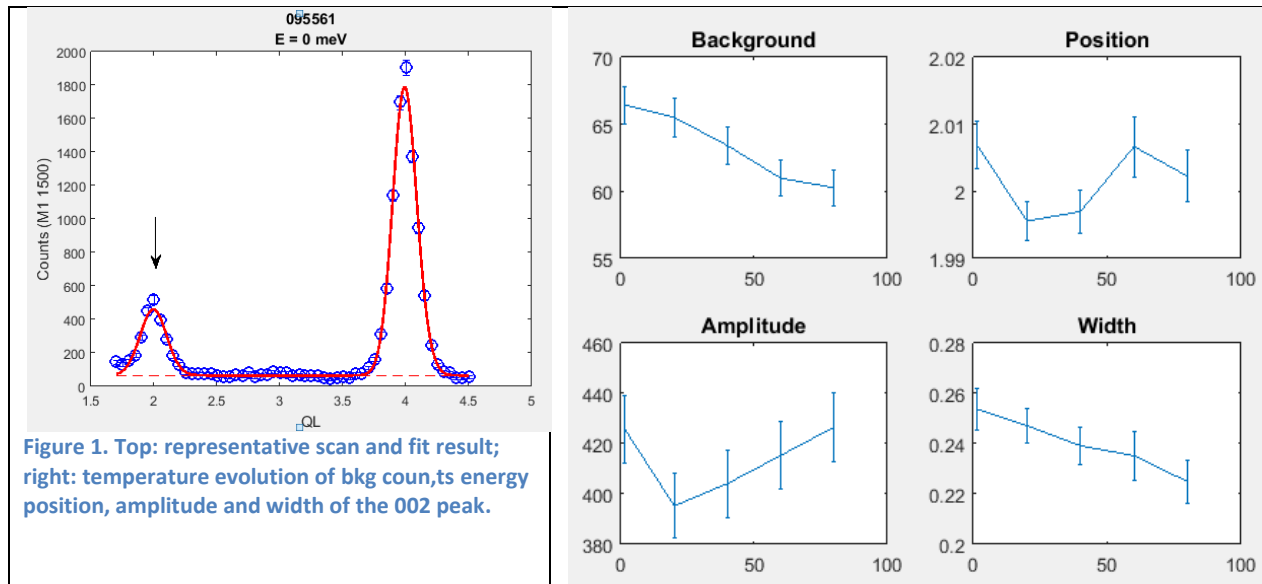 095561
E = 0 meV
Counts (M1 1500)
2000
1800
1600
1400
1200
1000
800
600
400
200
0
1.5 2 2.5 3 3.5 4 4.5 5
QL
Figure 1. Top: representative scan and fit result;
right: temperature evolution of bkg coun,ts energy
position, amplitude and width of the 002 peak.
Background
70
65
60
55
0 50 100
Position
2.02
2.01
2
1.99
0 50 100
Amplitude
460
440
420
400
380
0 50 100
Width
0.28
0.26
0.24
0.22
0.2
0 50 100